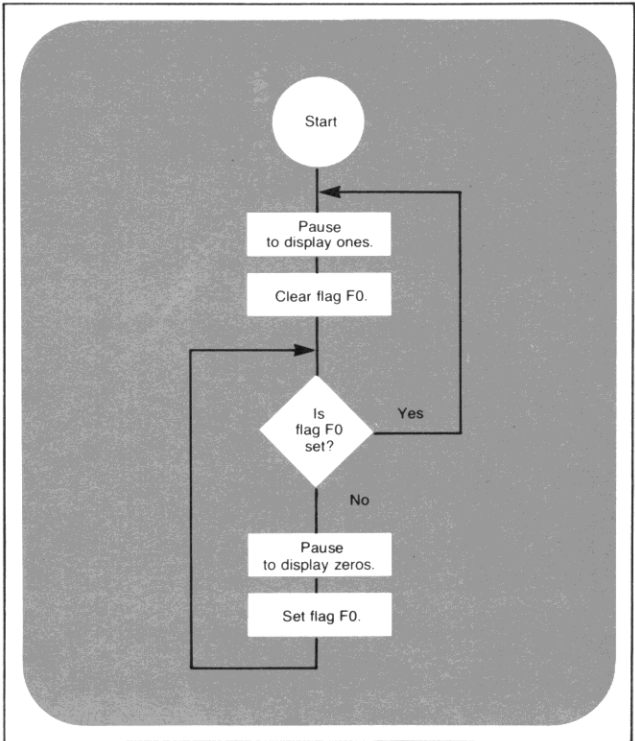 Start
Pause
to display ones.
Clear flag F0.
Is
flag F0
set?
Yes
No
Pause
to display zeros.
Set flag F0.